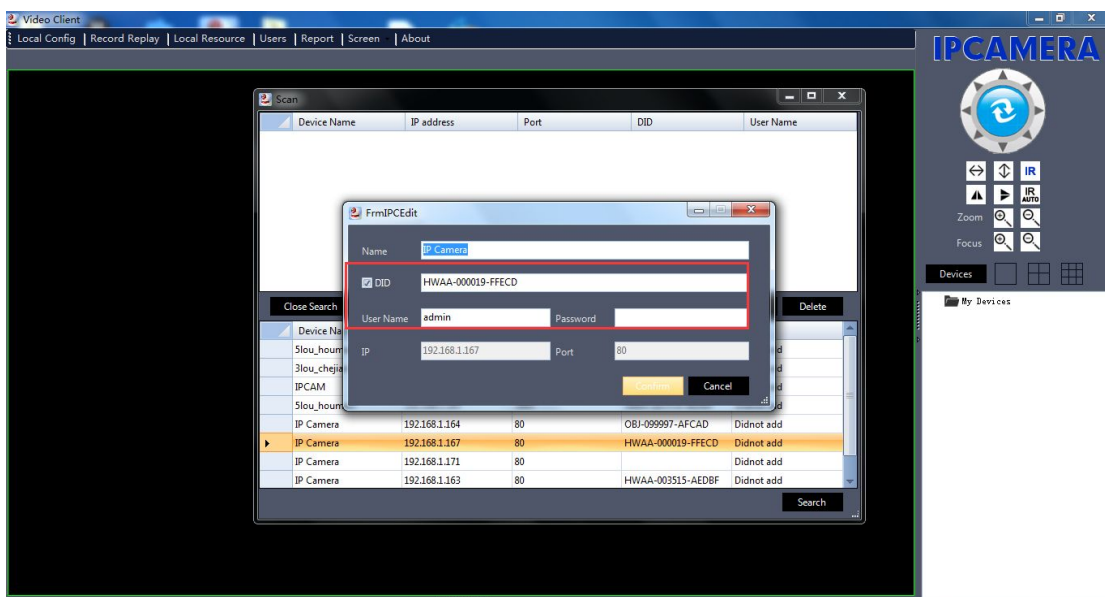 Video Client
Local Config | Record Replay | Local Resource | Users | Report | Screen | About
IPCAMERA
Scan
Device Name IP address Port DID User Name
IR
IR AUTO
Zoom
Focus
Devices
My Devices
FrmIPCEdit
Name IP Camera
DID HWAA-000019-FFECD
User Name admin Password
IP 192.168.1.167 Port 80
Confirm Cancel
Close Search Delete
Device Na
5lou_houm d
3lou_chejia d
IPCAM d
5lou_houm d
IP Camera 192.168.1.164 80 OBJ-099997-AFCAD Didnot add
IP Camera 192.168.1.167 80 HWAA-000019-FFECD Didnot add
IP Camera 192.168.1.171 80 Didnot add
IP Camera 192.168.1.163 80 HWAA-003515-AEDBF Didnot add
Search